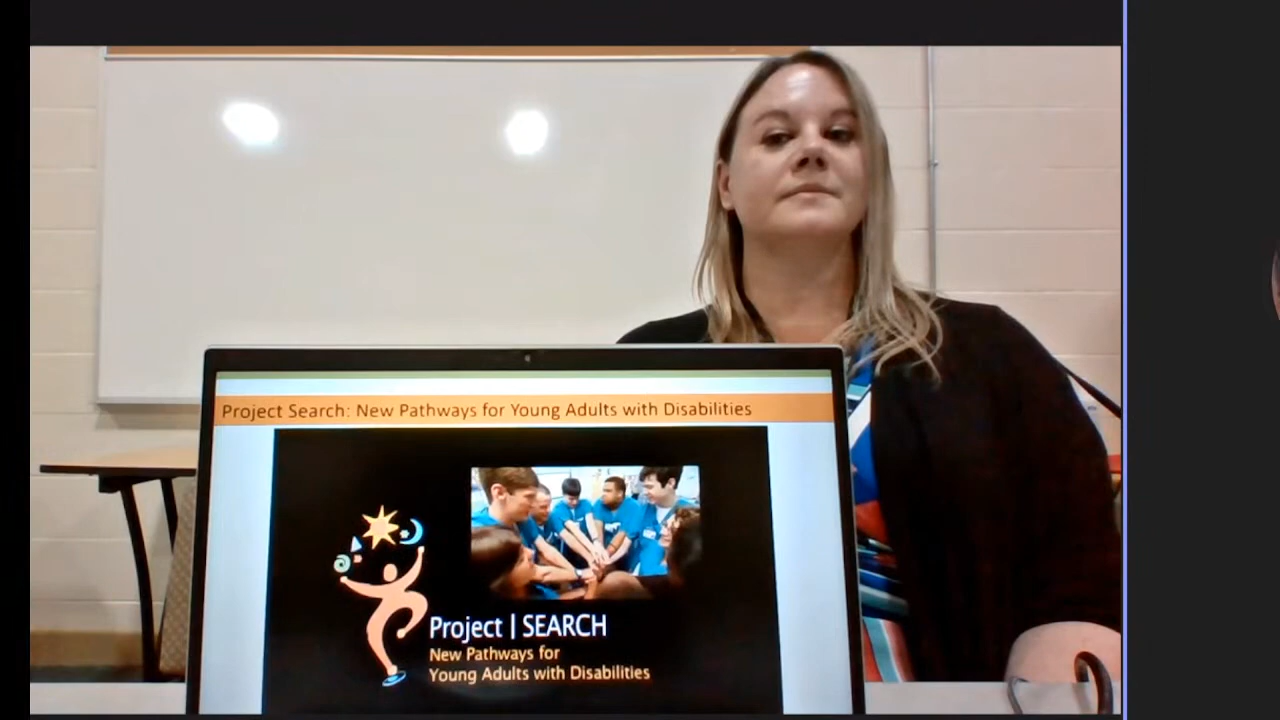 Project Search: New Pathways for Young Adults with Disabilities
Project | SEARCH
New Pathways for
Young Adults with Disabilities